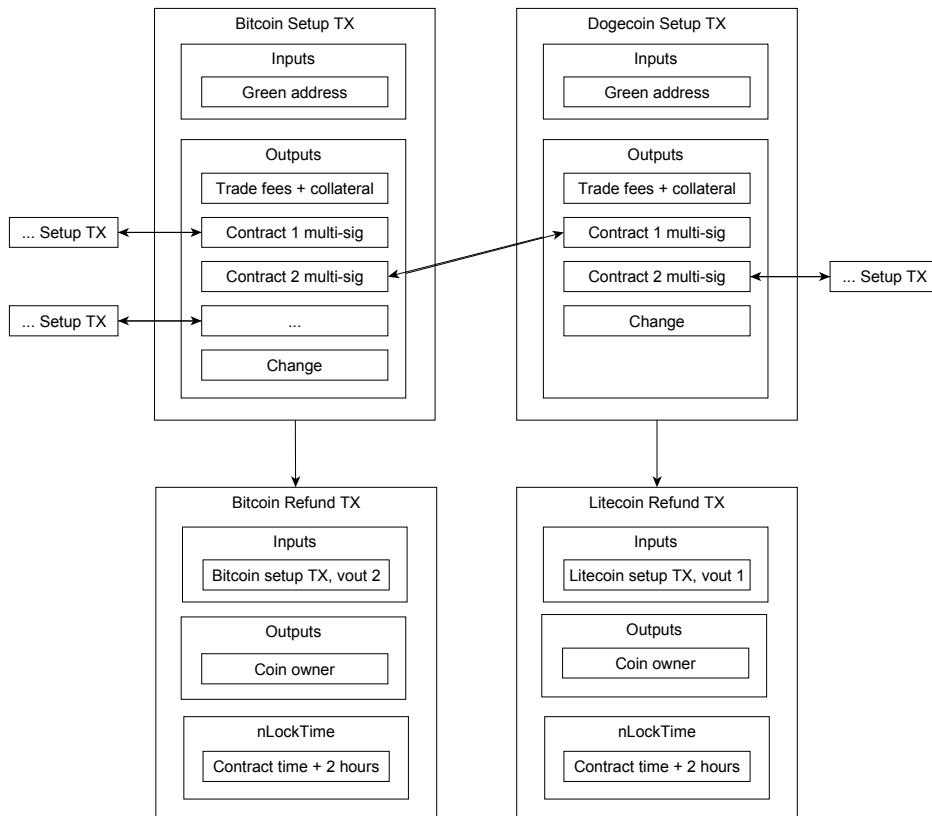 Bitcoin Setup TX
Inputs
Green address
Outputs
Trade fees + collateral
Contract 1 multi-sig
Contract 2 multi-sig
...
Change
... Setup TX
... Setup TX
Dogecoin Setup TX
Inputs
Green address
Outputs
Trade fees + collateral
Contract 1 multi-sig
Contract 2 multi-sig
Change
... Setup TX
Bitcoin Refund TX
Inputs
Bitcoin setup TX, vout 2
Outputs
Coin owner
nLockTime
Contract time + 2 hours
Litecoin Refund TX
Inputs
Litecoin setup TX, vout 1
Outputs
Coin owner
nLockTime
Contract time + 2 hours